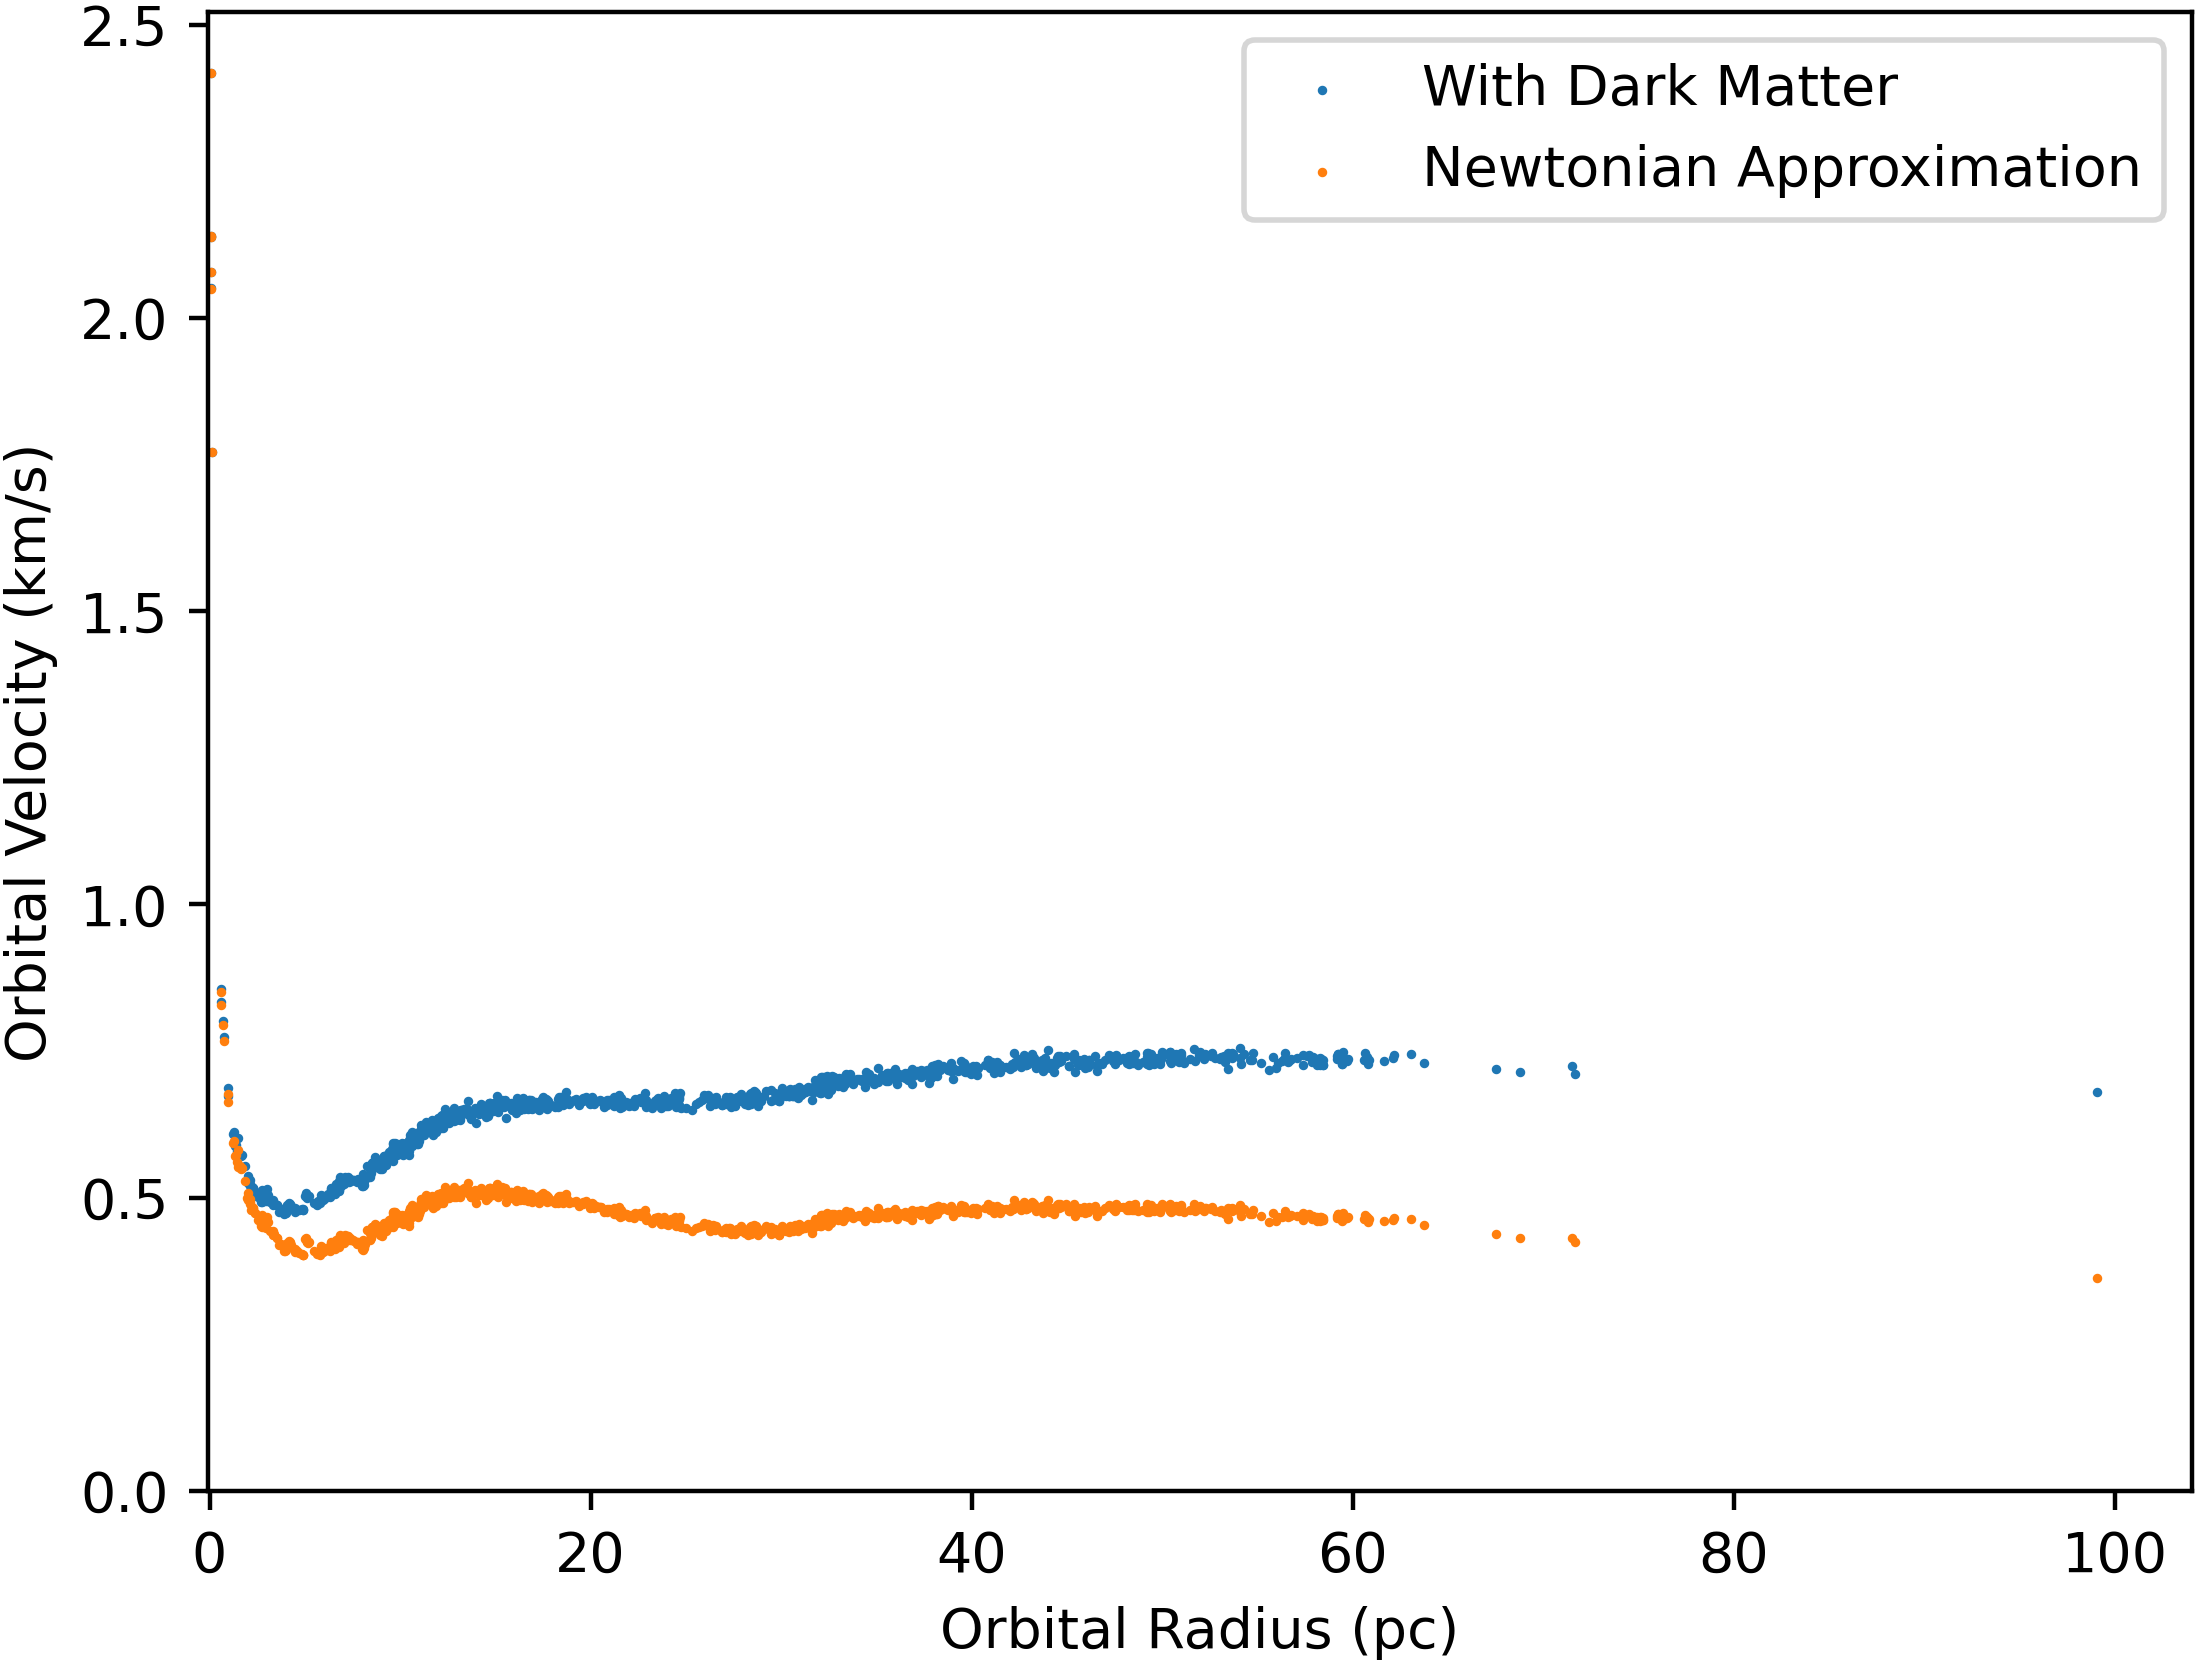 2.5
2.0
1.5
1.0
0.5
0.0
Orbital Velocity (km/s)
With Dark Matter
Newtonian Approximation
0 20 40 60 80 100
Orbital Radius (pc)